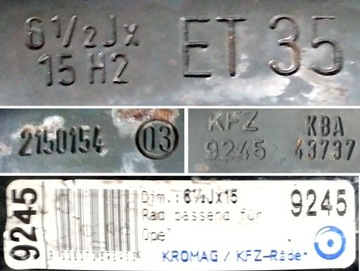 6½Jx ET 35
15 H2
2150154 03
KFZ KBA
9245 43737
9245
Dim.: 6½Jx15 9245
Rad passend für
Opel
KROMAG / KFZ-Räder